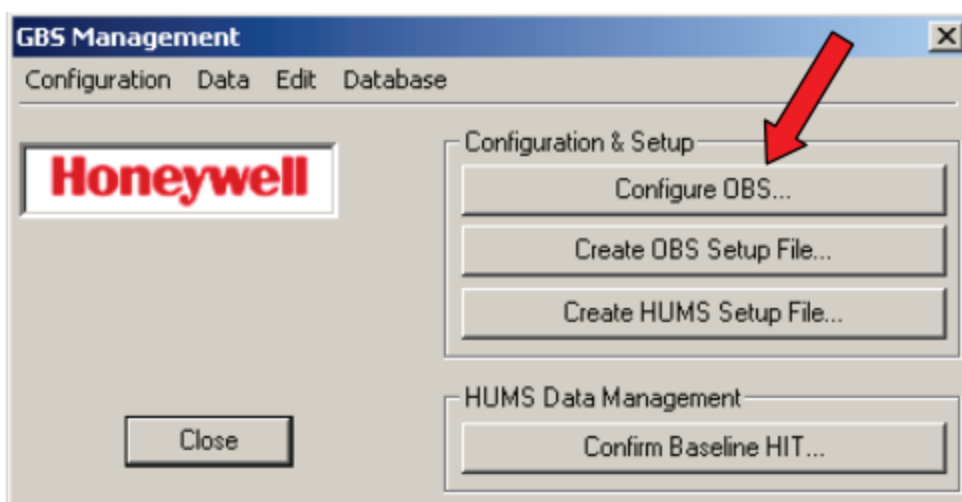 GBS Management
Configuration Data Edit Database
Honeywell
Configuration & Setup
Configure OBS...
Create OBS Setup File...
Create HUMS Setup File...
HUMS Data Management
Confirm Baseline HIT...
Close